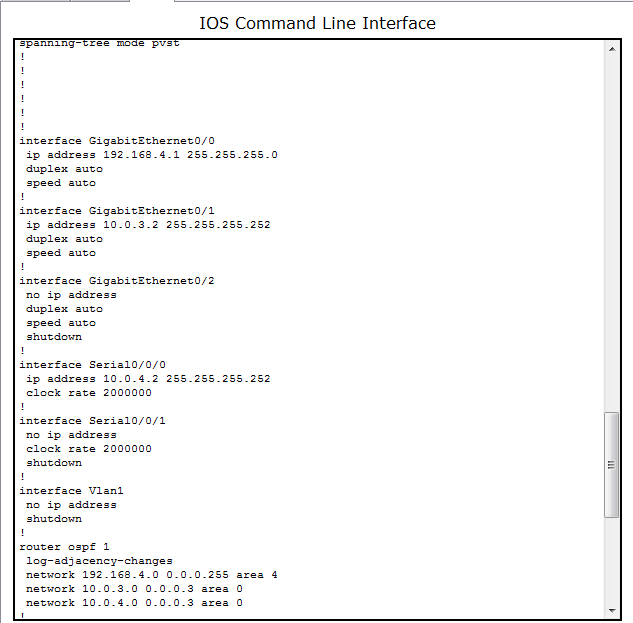 IOS Command Line Interface
spanning-tree mode pvst
!
!
!
!
!
!
interface GigabitEthernet0/0
ip address 192.168.4.1 255.255.255.0
duplex auto
speed auto
!
interface GigabitEthernet0/1
ip address 10.0.3.2 255.255.255.252
duplex auto
speed auto
!
interface GigabitEthernet0/2
no ip address
duplex auto
speed auto
shutdown
!
interface Serial0/0/0
ip address 10.0.4.2 255.255.255.252
clock rate 2000000
!
interface Serial0/0/1
no ip address
clock rate 2000000
shutdown
!
interface Vlan1
no ip address
shutdown
!
router ospf 1
log-adjacency-changes
network 192.168.4.0 0.0.0.255 area 4
network 10.0.3.0 0.0.0.3 area 0
network 10.0.4.0 0.0.0.3 area 0
!